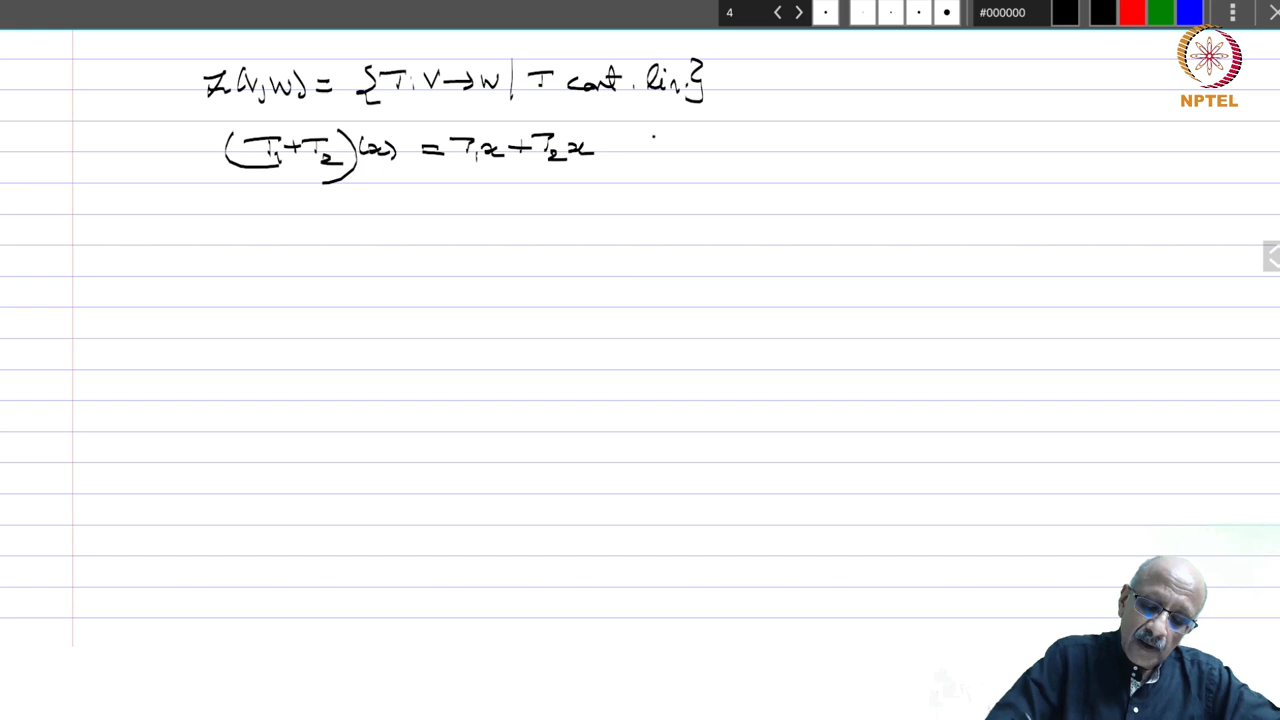 4 #000000
NPTEL
L(V,W) = {T: V→W | T cont. lin.}
(T₁+T₂)(x) = T₁x+T₂x